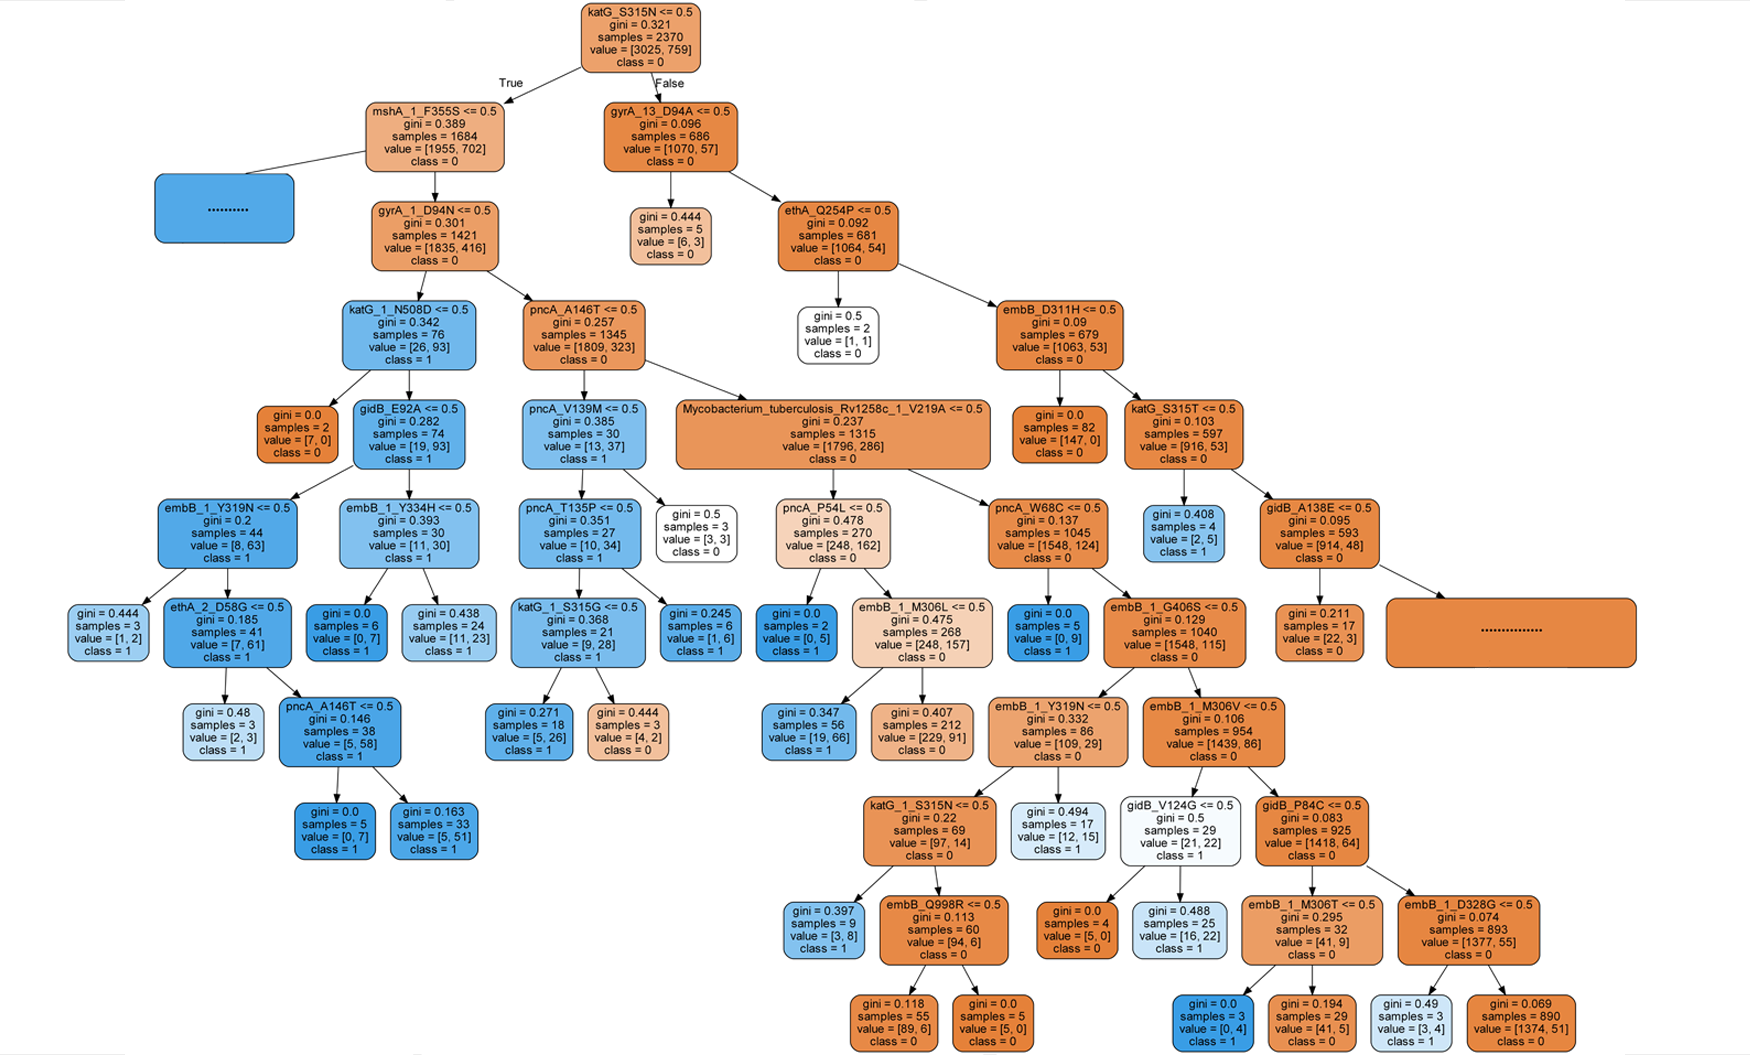 katG_S315N <= 0.5
gini = 0.321
samples = 2370
value = [3025, 759]
class = 0
True
False
mshA_1_F355S <= 0.5
gini = 0.389
samples = 1684
value = [1955, 702]
class = 0
gyrA_13_D94A <= 0.5
gini = 0.096
samples = 686
value = [1070, 57]
class = 0
..........
gyrA_1_D94N <= 0.5
gini = 0.301
samples = 1421
value = [1835, 416]
class = 0
gini = 0.444
samples = 5
value = [6, 3]
class = 0
ethA_Q254P <= 0.5
gini = 0.092
samples = 681
value = [1064, 54]
class = 0
katG_1_N508D <= 0.5
gini = 0.342
samples = 76
value = [26, 93]
class = 1
pncA_A146T <= 0.5
gini = 0.257
samples = 1345
value = [1809, 323]
class = 0
gini = 0.5
samples = 2
value = [1, 1]
class = 0
embB_D311H <= 0.5
gini = 0.09
samples = 679
value = [1063, 53]
class = 0
gini = 0.0
samples = 2
value = [7, 0]
class = 0
gidB_E92A <= 0.5
gini = 0.282
samples = 74
value = [19, 93]
class = 1
pncA_V139M <= 0.5
gini = 0.385
samples = 30
value = [13, 37]
class = 1
Mycobacterium_tuberculosis_Rv1258c_1_V219A <= 0.5
gini = 0.237
samples = 1315
value = [1796, 286]
class = 0
gini = 0.0
samples = 82
value = [147, 0]
class = 0
katG_S315T <= 0.5
gini = 0.103
samples = 597
value = [916, 53]
class = 0
embB_1_Y319N <= 0.5
gini = 0.2
samples = 44
value = [8, 63]
class = 1
embB_1_Y334H <= 0.5
gini = 0.393
samples = 30
value = [11, 30]
class = 1
pncA_T135P <= 0.5
gini = 0.351
samples = 27
value = [10, 34]
class = 1
gini = 0.5
samples = 3
value = [3, 3]
class = 0
pncA_P54L <= 0.5
gini = 0.478
samples = 270
value = [248, 162]
class = 0
pncA_W68C <= 0.5
gini = 0.137
samples = 1045
value = [1548, 124]
class = 0
gini = 0.408
samples = 4
value = [2, 5]
class = 1
gidB_A138E <= 0.5
gini = 0.095
samples = 593
value = [914, 48]
class = 0
gini = 0.444
samples = 3
value = [1, 2]
class = 1
ethA_2_D58G <= 0.5
gini = 0.185
samples = 41
value = [7, 61]
class = 1
gini = 0.0
samples = 6
value = [0, 7]
class = 1
gini = 0.438
samples = 24
value = [11, 23]
class = 1
katG_1_S315G <= 0.5
gini = 0.368
samples = 21
value = [9, 28]
class = 1
gini = 0.245
samples = 6
value = [1, 6]
class = 1
gini = 0.0
samples = 2
value = [0, 5]
class = 1
embB_1_M306L <= 0.5
gini = 0.475
samples = 268
value = [248, 157]
class = 0
gini = 0.0
samples = 5
value = [0, 9]
class = 1
embB_1_G406S <= 0.5
gini = 0.129
samples = 1040
value = [1548, 115]
class = 0
gini = 0.211
samples = 17
value = [22, 3]
class = 0
...............
gini = 0.48
samples = 3
value = [2, 3]
class = 1
pncA_A146T <= 0.5
gini = 0.146
samples = 38
value = [5, 58]
class = 1
gini = 0.271
samples = 18
value = [5, 26]
class = 1
gini = 0.444
samples = 3
value = [4, 2]
class = 0
gini = 0.347
samples = 56
value = [19, 66]
class = 1
gini = 0.407
samples = 212
value = [229, 91]
class = 0
embB_1_Y319N <= 0.5
gini = 0.332
samples = 86
value = [109, 29]
class = 0
embB_1_M306V <= 0.5
gini = 0.106
samples = 954
value = [1439, 86]
class = 0
gini = 0.0
samples = 5
value = [0, 7]
class = 1
gini = 0.163
samples = 33
value = [5, 51]
class = 1
katG_1_S315N <= 0.5
gini = 0.22
samples = 69
value = [97, 14]
class = 0
gini = 0.494
samples = 17
value = [12, 15]
class = 1
gidB_V124G <= 0.5
gini = 0.5
samples = 29
value = [21, 22]
class = 1
gidB_P84C <= 0.5
gini = 0.083
samples = 925
value = [1418, 64]
class = 0
gini = 0.397
samples = 9
value = [3, 8]
class = 1
embB_Q998R <= 0.5
gini = 0.113
samples = 60
value = [94, 6]
class = 0
gini = 0.0
samples = 4
value = [5, 0]
class = 0
gini = 0.488
samples = 25
value = [16, 22]
class = 1
embB_1_M306T <= 0.5
gini = 0.295
samples = 32
value = [41, 9]
class = 0
embB_1_D328G <= 0.5
gini = 0.074
samples = 893
value = [1377, 55]
class = 0
gini = 0.118
samples = 55
value = [89, 6]
class = 0
gini = 0.0
samples = 5
value = [5, 0]
class = 0
gini = 0.0
samples = 3
value = [0, 4]
class = 1
gini = 0.194
samples = 29
value = [41, 5]
class = 0
gini = 0.49
samples = 3
value = [3, 4]
class = 1
gini = 0.069
samples = 890
value = [1374, 51]
class = 0